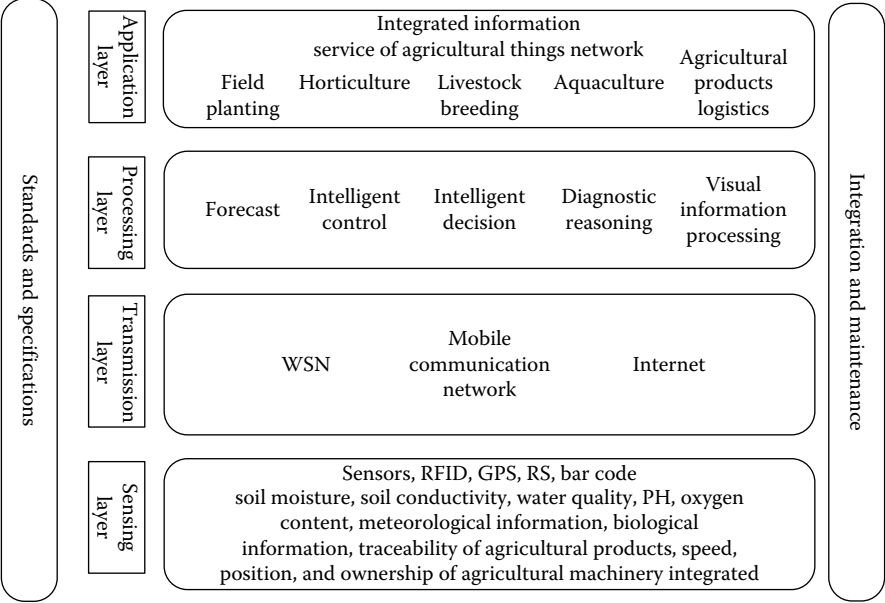 Standards and specifications
Application
layer
Integrated information
service of agricultural things network
Field
planting
Horticulture
Livestock
breeding
Aquaculture
Agricultural
products
logistics
Processing
layer
Forecast
Intelligent
control
Intelligent
decision
Diagnostic
reasoning
Visual
information
processing
Transmission
layer
WSN
Mobile
communication
network
Internet
Sensing
layer
Sensors, RFID, GPS, RS, bar code
soil moisture, soil conductivity, water quality, PH, oxygen
content, meteorological information, biological
information, traceability of agricultural products, speed,
position, and ownership of agricultural machinery integrated
Integration and maintenance